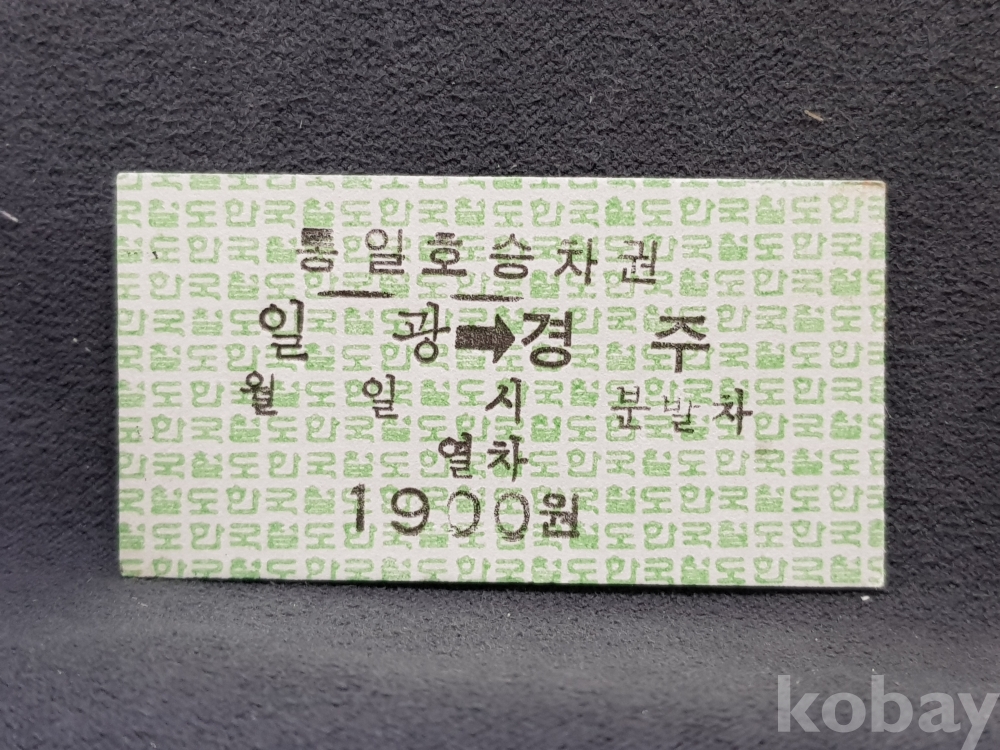 통일호승차권
일 광➡경 주
월 일 시 분발차
열차
1900원
kobay